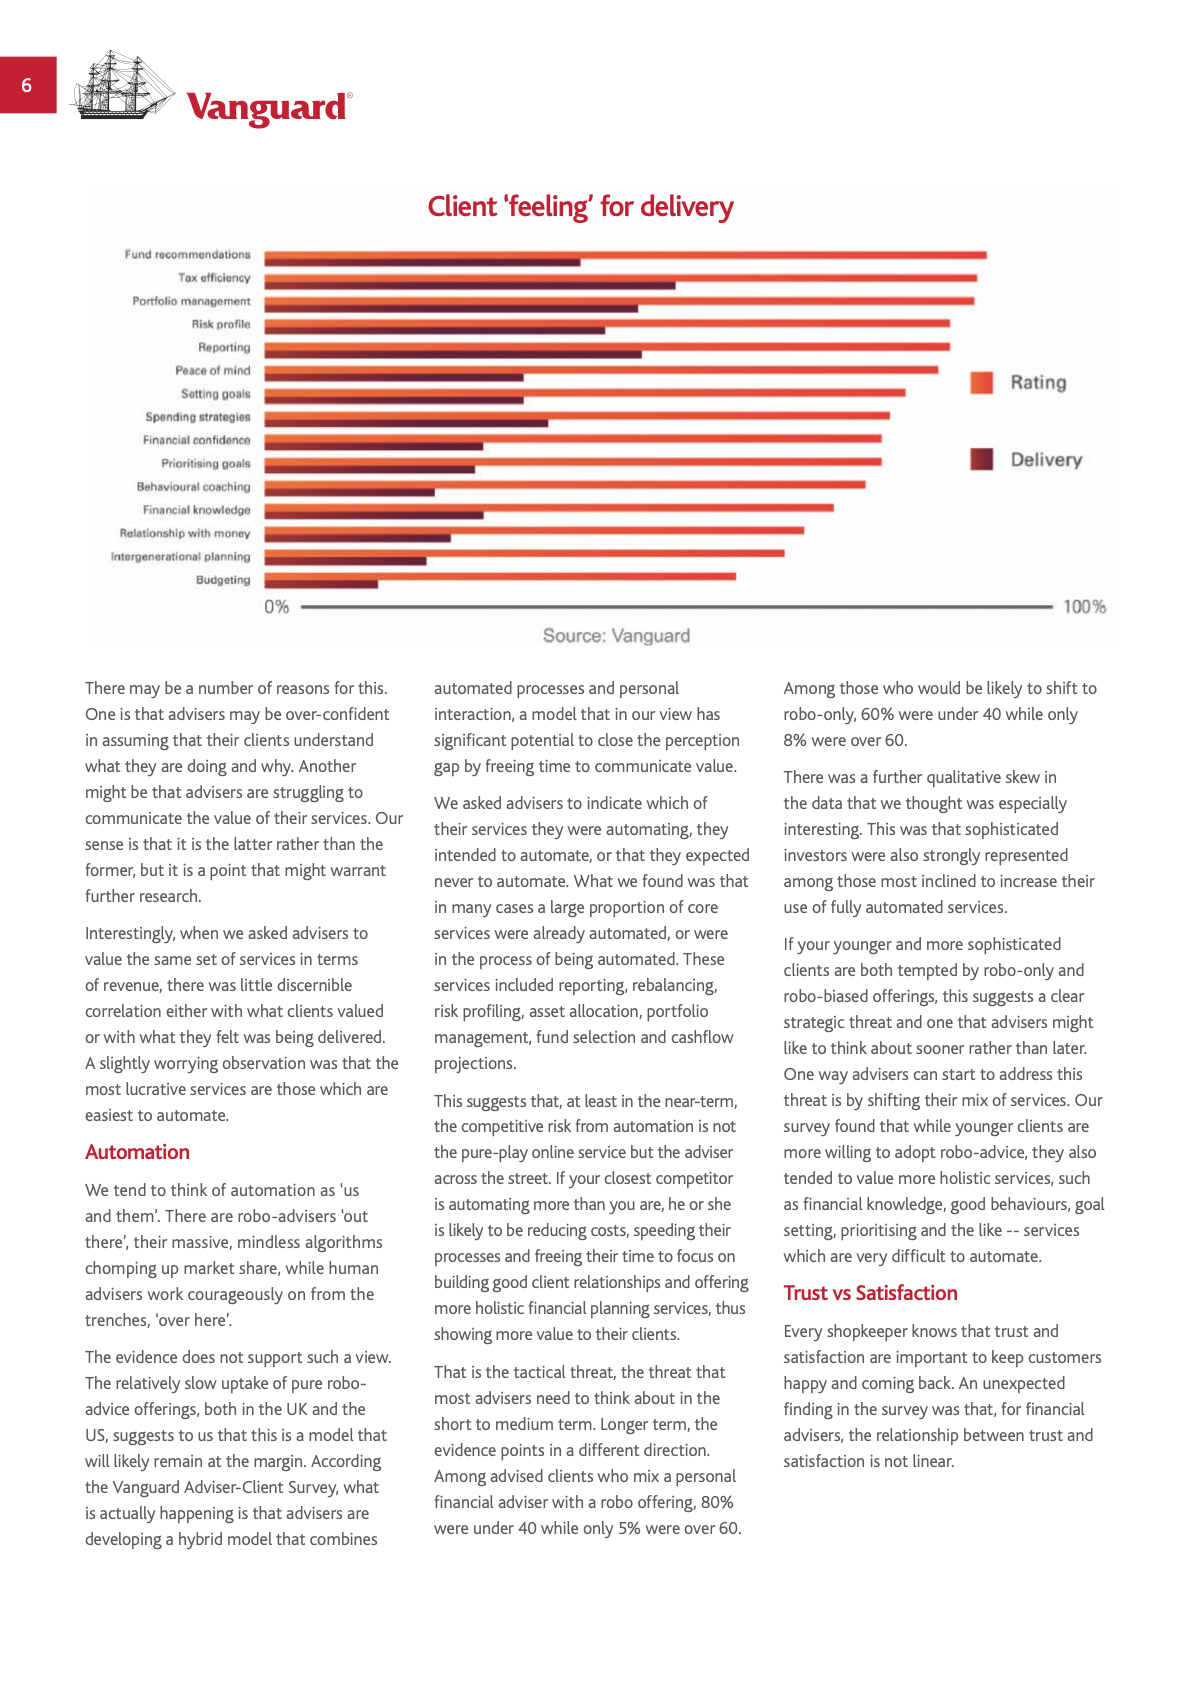 6
Vanguard®
Client ‘feeling’ for delivery
Fund recommendations
Tax efficiency
Portfolio management
Risk profile
Reporting
Peace of mind
Setting goals
Spending strategies
Financial confidence
Prioritising goals
Behavioural coaching
Financial knowledge
Relationship with money
Intergenerational planning
Budgeting
Rating
Delivery
0%
100%
Source: Vanguard
There may be a number of reasons for this.
One is that advisers may be over-confident
in assuming that their clients understand
what they are doing and why. Another
might be that advisers are struggling to
communicate the value of their services. Our
sense is that it is the latter rather than the
former, but it is a point that might warrant
further research.
Interestingly, when we asked advisers to
value the same set of services in terms
of revenue, there was little discernible
correlation either with what clients valued
or with what they felt was being delivered.
A slightly worrying observation was that the
most lucrative services are those which are
easiest to automate.
Automation
We tend to think of automation as ‘us
and them’. There are robo-advisers ‘out
there’, their massive, mindless algorithms
chomping up market share, while human
advisers work courageously on from the
trenches, ‘over here’.
The evidence does not support such a view.
The relatively slow uptake of pure robo-
advice offerings, both in the UK and the
US, suggests to us that this is a model that
will likely remain at the margin. According
the Vanguard Adviser-Client Survey, what
is actually happening is that advisers are
developing a hybrid model that combines
automated processes and personal
interaction, a model that in our view has
significant potential to close the perception
gap by freeing time to communicate value.
We asked advisers to indicate which of
their services they were automating, they
intended to automate, or that they expected
never to automate. What we found was that
in many cases a large proportion of core
services were already automated, or were
in the process of being automated. These
services included reporting, rebalancing,
risk profiling, asset allocation, portfolio
management, fund selection and cashflow
projections.
This suggests that, at least in the near-term,
the competitive risk from automation is not
the pure-play online service but the adviser
across the street. If your closest competitor
is automating more than you are, he or she
is likely to be reducing costs, speeding their
processes and freeing their time to focus on
building good client relationships and offering
more holistic financial planning services, thus
showing more value to their clients.
That is the tactical threat, the threat that
most advisers need to think about in the
short to medium term. Longer term, the
evidence points in a different direction.
Among advised clients who mix a personal
financial adviser with a robo offering, 80%
were under 40 while only 5% were over 60.
Among those who would be likely to shift to
robo-only, 60% were under 40 while only
8% were over 60.
There was a further qualitative skew in
the data that we thought was especially
interesting. This was that sophisticated
investors were also strongly represented
among those most inclined to increase their
use of fully automated services.
If your younger and more sophisticated
clients are both tempted by robo-only and
robo-biased offerings, this suggests a clear
strategic threat and one that advisers might
like to think about sooner rather than later.
One way advisers can start to address this
threat is by shifting their mix of services. Our
survey found that while younger clients are
more willing to adopt robo-advice, they also
tended to value more holistic services, such
as financial knowledge, good behaviours, goal
setting, prioritising and the like -- services
which are very difficult to automate.
Trust vs Satisfaction
Every shopkeeper knows that trust and
satisfaction are important to keep customers
happy and coming back. An unexpected
finding in the survey was that, for financial
advisers, the relationship between trust and
satisfaction is not linear.